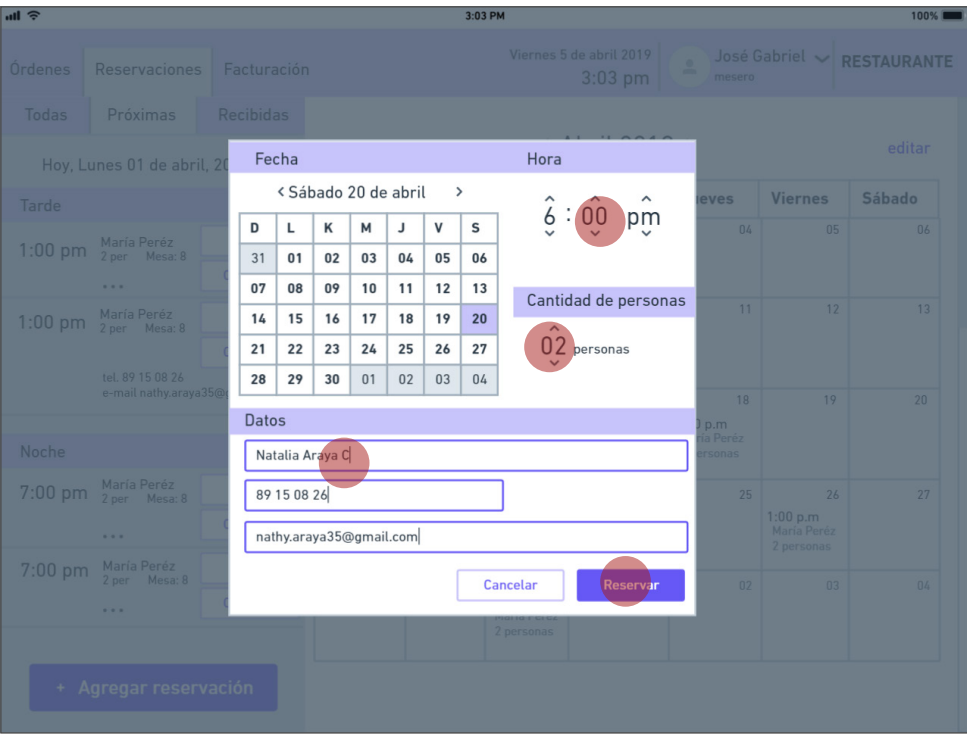 3:03 PM
100%
Órdenes Reservaciones Facturación
Viernes 5 de abril 2019
3:03 pm
José Gabriel
mesero
RESTAURANTE
Todas Próximas Recibidas
Hoy, Lunes 01 de abril, 20
editar
Tarde
1:00 pm
María Peréz
2 per Mesa: 8
...
1:00 pm
María Peréz
2 per Mesa: 8
tel. 89 15 08 26
e-mail nathy.araya35@
Noche
7:00 pm
María Peréz
2 per Mesa: 8
...
7:00 pm
María Peréz
2 per Mesa: 8
...
+ Agregar reservación
Fecha
< Sábado 20 de abril >
D L K M J V S
31 01 02 03 04 05 06
07 08 09 10 11 12 13
14 15 16 17 18 19 20
21 22 23 24 25 26 27
28 29 30 01 02 03 04
Hora
6 : 00 pm
Cantidad de personas
02 personas
Datos
Natalia Araya C
89 15 08 26
nathy.araya35@gmail.com
Cancelar Reservar
Viernes Sábado
04 05 06
11 12 13
18 19 20
p.m
Peréz
25 26 27
1:00 p.m
María Peréz
2 personas
02 03 04
María Peréz
2 personas